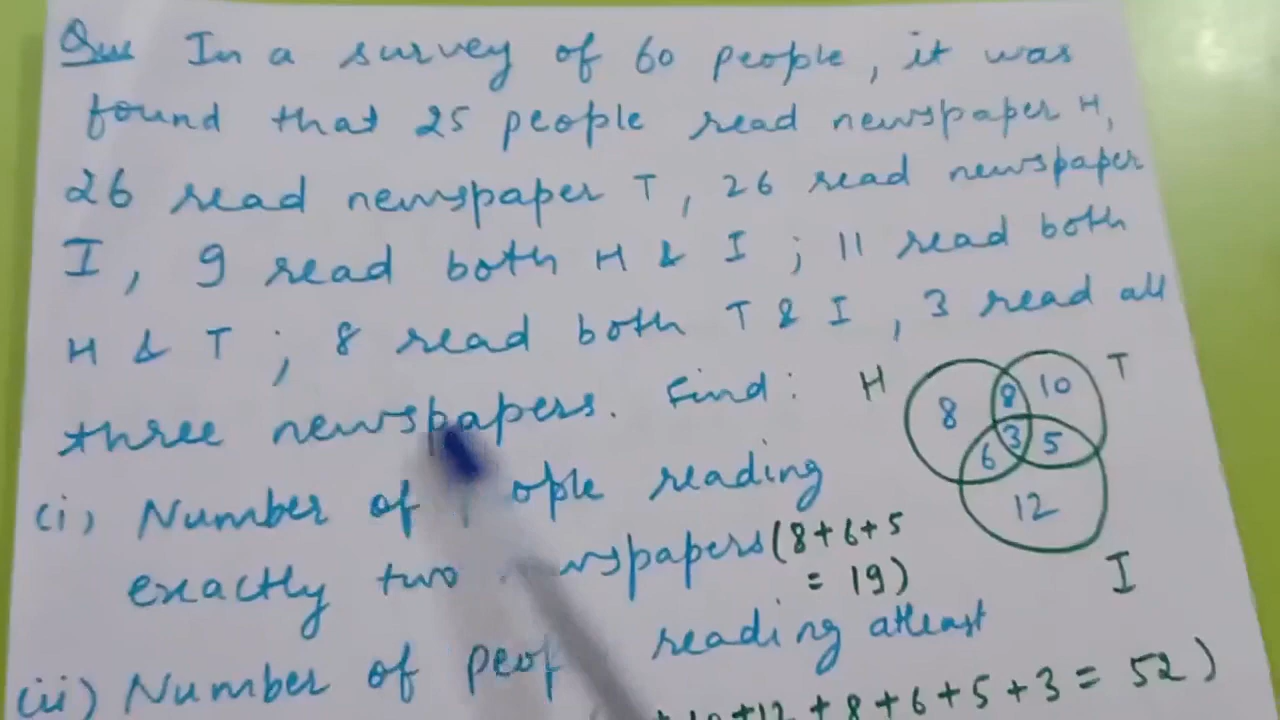 Que In a survey of 60 people, it was
found that 25 people read newspaper H,
26 read newspaper T, 26 read newspaper
I, 9 read both H & I ; 11 read both
H & T ; 8 read both T & I , 3 read all
three newspapers. Find :
H
T
8
8
10
3
6
5
12
I
(i) Number of ople reading
exactly two wspapers (8+6+5
= 19)
(ii) Number of peop reading atleast
+12 + 8 + 6 + 5 + 3 = 52)